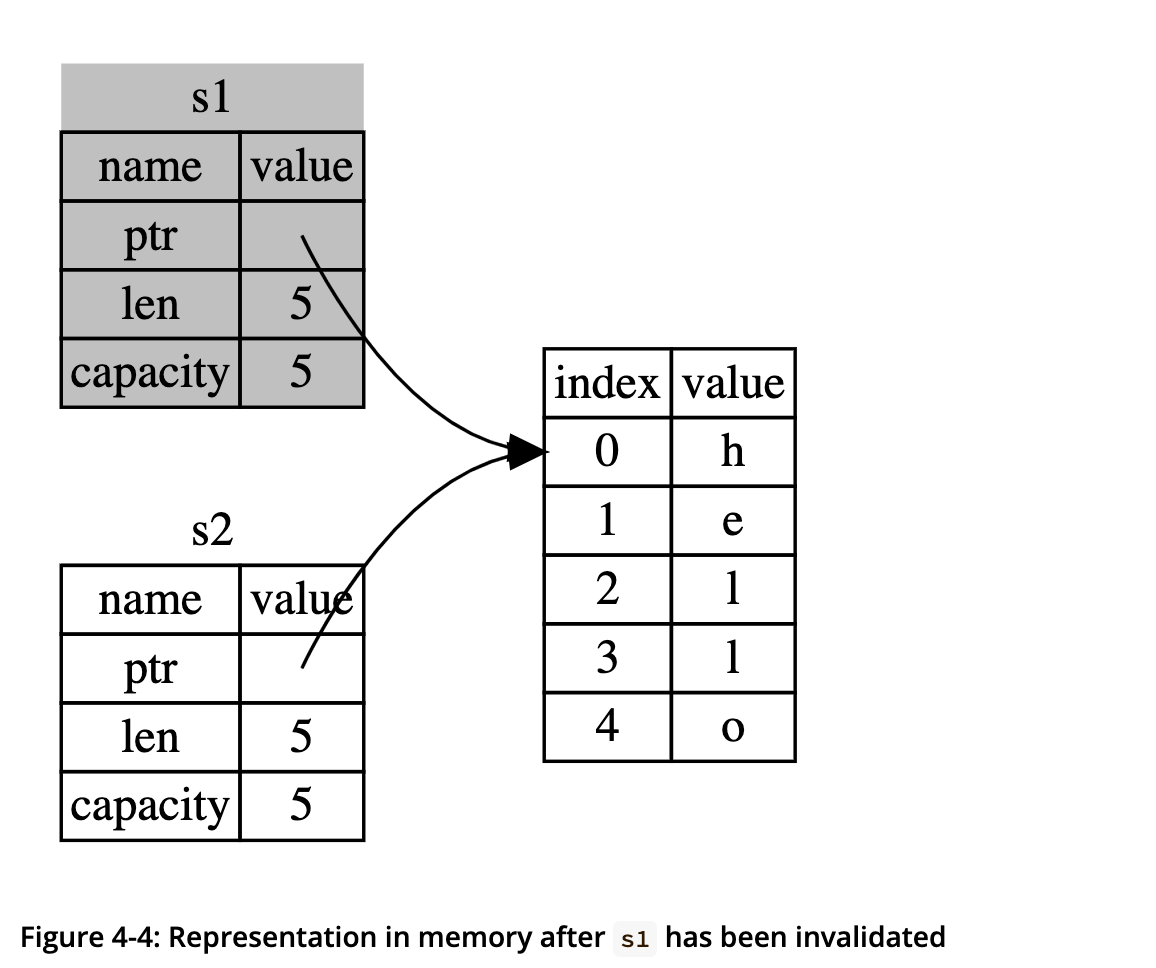 s1
name value
ptr
len 5
capacity 5
s2
name value
ptr
len 5
capacity 5
index value
0 h
1 e
2 l
3 l
4 o
Figure 4-4: Representation in memory after s1 has been invalidated